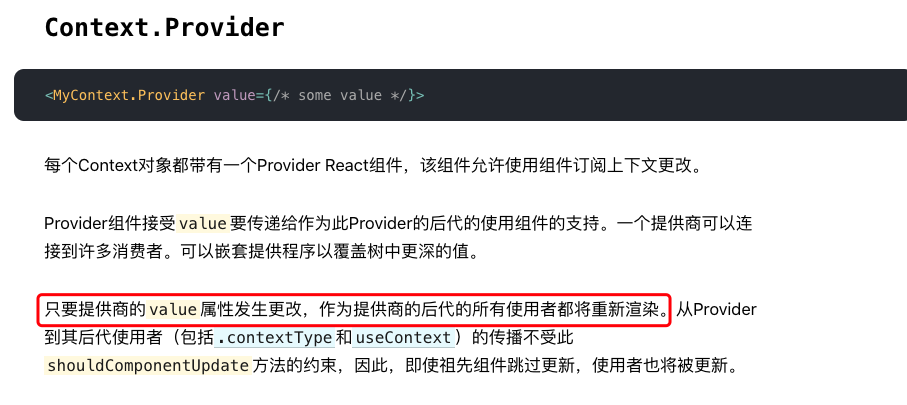 Context.Provider
<MyContext.Provider value={/* some value */}>
每个Context对象都带有一个Provider React组件，该组件允许使用组件订阅上下文更改。
Provider组件接受value要传递给作为此Provider的后代的使用组件的支持。一个提供商可以连
接到许多消费者。可以嵌套提供程序以覆盖树中更深的值。
只要提供商的value属性发生更改，作为提供商的后代的所有使用者都将重新渲染。从Provider
到其后代使用者（包括.contextType和useContext）的传播不受此
shouldComponentUpdate方法的约束，因此，即使祖先组件跳过更新，使用者也将被更新。